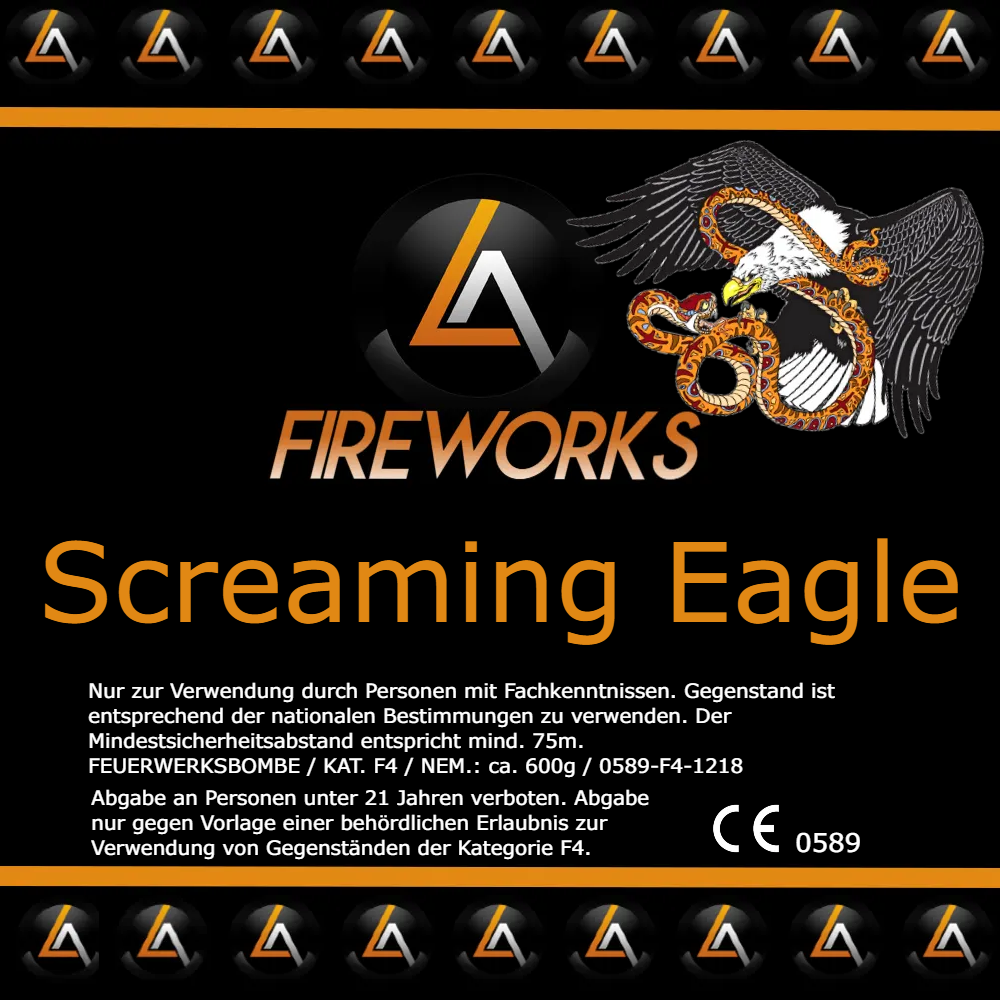 FIREWORKS
Screaming Eagle
Nur zur Verwendung durch Personen mit Fachkenntnissen. Gegenstand ist
entsprechend der nationalen Bestimmungen zu verwenden. Der
Mindestsicherheitsabstand entspricht mind. 75m.
FEUERWERKSBOMBE / KAT. F4 / NEM.: ca. 600g / 0589-F4-1218
Abgabe an Personen unter 21 Jahren verboten. Abgabe
nur gegen Vorlage einer behördlichen Erlaubnis zur
Verwendung von Gegenständen der Kategorie F4.
CE 0589